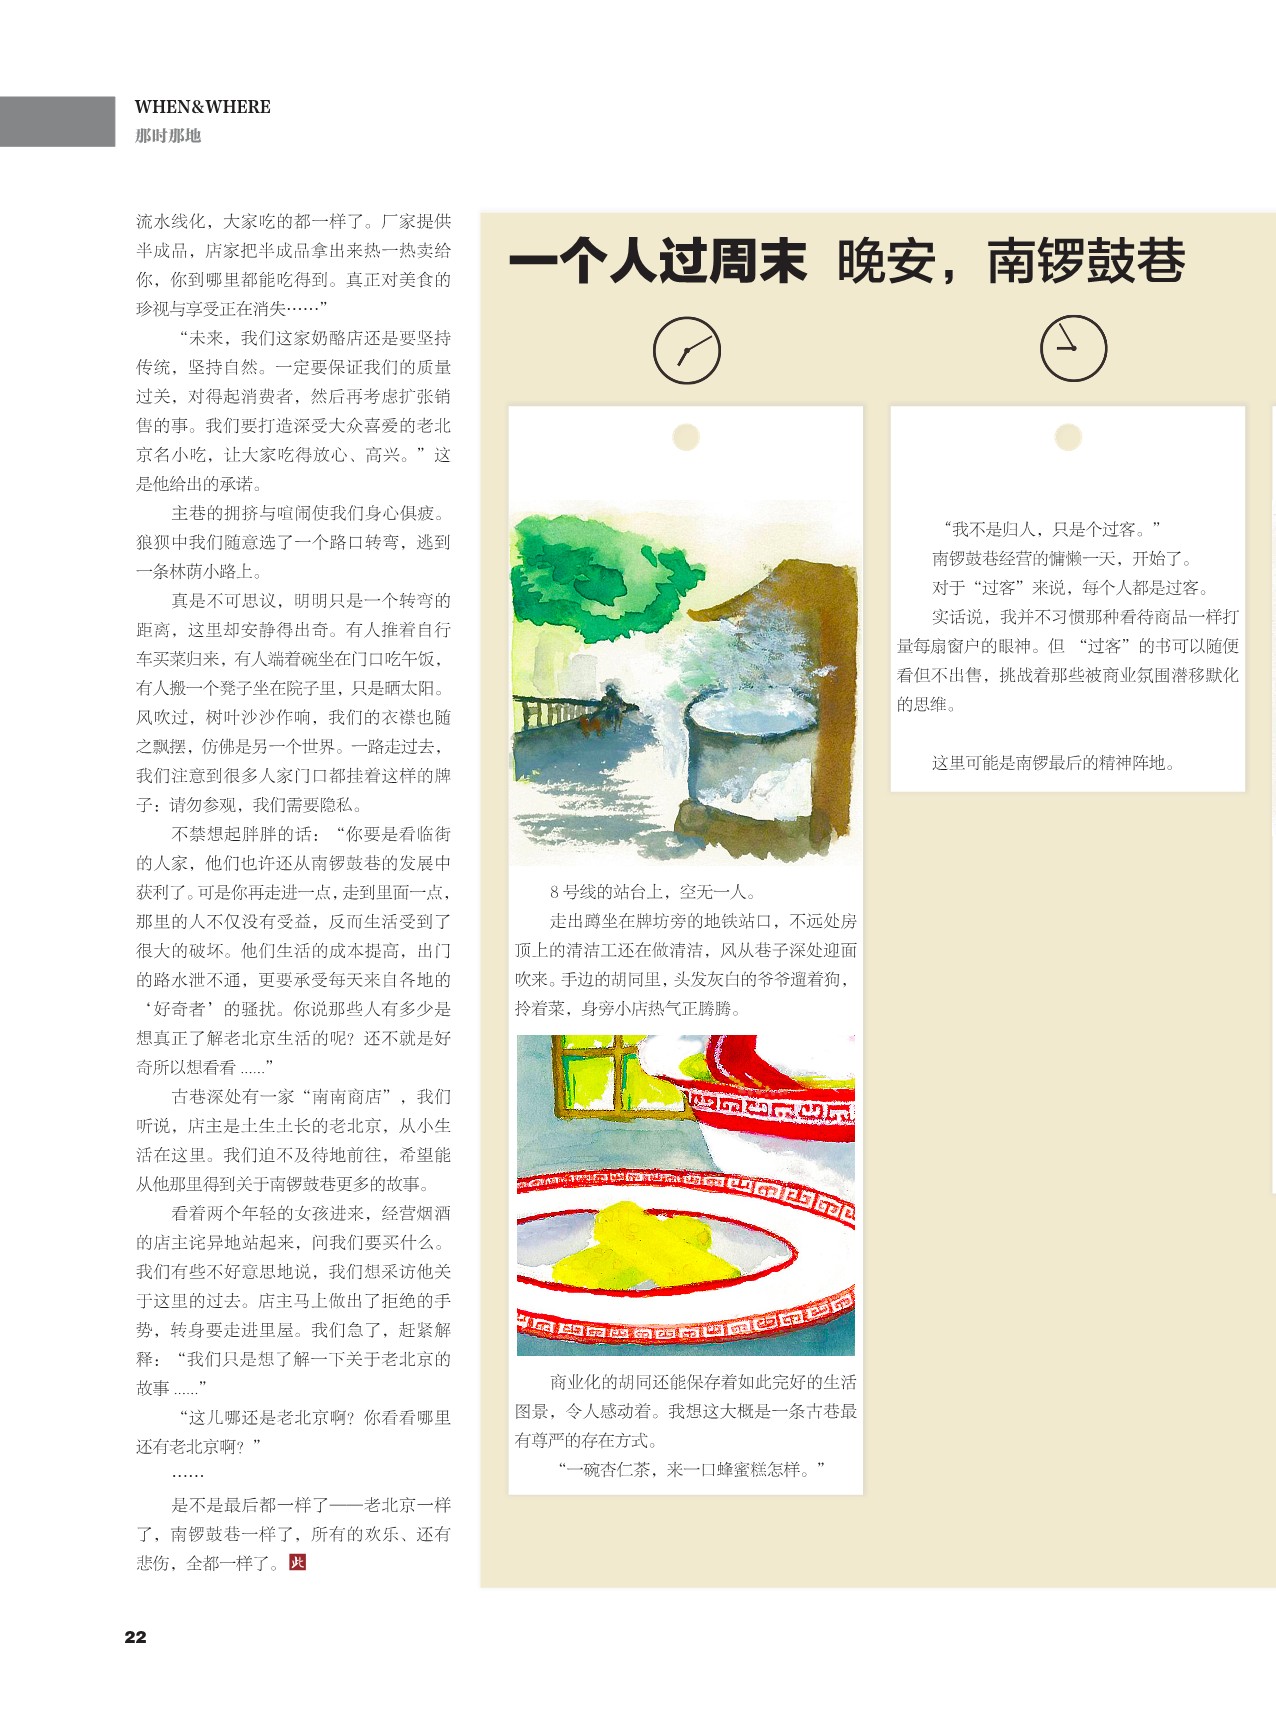 WHEN&WHERE
那时那地
流水线化，大家吃的都一样了。厂家提供
半成品，店家把半成品拿出来热一热卖给
你，你到哪里都能吃得到。真正对美食的
珍视与享受正在消失……”
“未来，我们这家奶酪店还是要坚持
传统，坚持自然。一定要保证我们的质量
过关，对得起消费者，然后再考虑扩张销
售的事。我们要打造深受大众喜爱的老北
京名小吃，让大家吃得放心、高兴。”这
是他给出的承诺。
主巷的拥挤与喧闹使我们身心俱疲。
狼狈中我们随意选了一个路口转弯，逃到
一条林荫小路上。
真是不可思议，明明只是一个转弯的
距离，这里却安静得出奇。有人推着自行
车买菜归来，有人端着碗坐在门口吃午饭，
有人搬一个凳子坐在院子里，只是晒太阳。
风吹过，树叶沙沙作响，我们的衣襟也随
之飘摆，仿佛是另一个世界。一路走过去，
我们注意到很多人家门口都挂着这样的牌
子：请勿参观，我们需要隐私。
不禁想起胖胖的话：“你要是看临街
的人家，他们也许还从南锣鼓巷的发展中
获利了。可是你再走进一点，走到里面一点，
那里的人不仅没有受益，反而生活受到了
很大的破坏。他们生活的成本提高，出门
的路水泄不通，更要承受每天来自各地的
‘好奇者’的骚扰。你说那些人有多少是
想真正了解老北京生活的呢？还不就是好
奇所以想看看......”
古巷深处有一家“南南商店”，我们
听说，店主是土生土长的老北京，从小生
活在这里。我们迫不及待地前往，希望能
从他那里得到关于南锣鼓巷更多的故事。
看着两个年轻的女孩进来，经营烟酒
的店主诧异地站起来，问我们要买什么。
我们有些不好意思地说，我们想采访他关
于这里的过去。店主马上做出了拒绝的手
势，转身要走进里屋。我们急了，赶紧解
释：“我们只是想了解一下关于老北京的
故事......”
“这儿哪还是老北京啊？你看看哪里
还有老北京啊？”
……
是不是最后都一样了——老北京一样
了，南锣鼓巷一样了，所有的欢乐、还有
悲伤，全都一样了。此
一个人过周末 晚安，南锣鼓巷
8号线的站台上，空无一人。
走出蹲坐在牌坊旁的地铁站口，不远处房
顶上的清洁工还在做清洁，风从巷子深处迎面
吹来。手边的胡同里，头发灰白的爷爷遛着狗，
拎着菜，身旁小店热气正腾腾。
商业化的胡同还能保存着如此完好的生活
图景，令人感动着。我想这大概是一条古巷最
有尊严的存在方式。
“一碗杏仁茶，来一口蜂蜜糕怎样。”
“我不是归人，只是个过客。”
南锣鼓巷经营的慵懒一天，开始了。
对于“过客”来说，每个人都是过客。
实话说，我并不习惯那种看待商品一样打
量每扇窗户的眼神。但 “过客”的书可以随便
看但不出售，挑战着那些被商业氛围潜移默化
的思维。
这里可能是南锣最后的精神阵地。
22